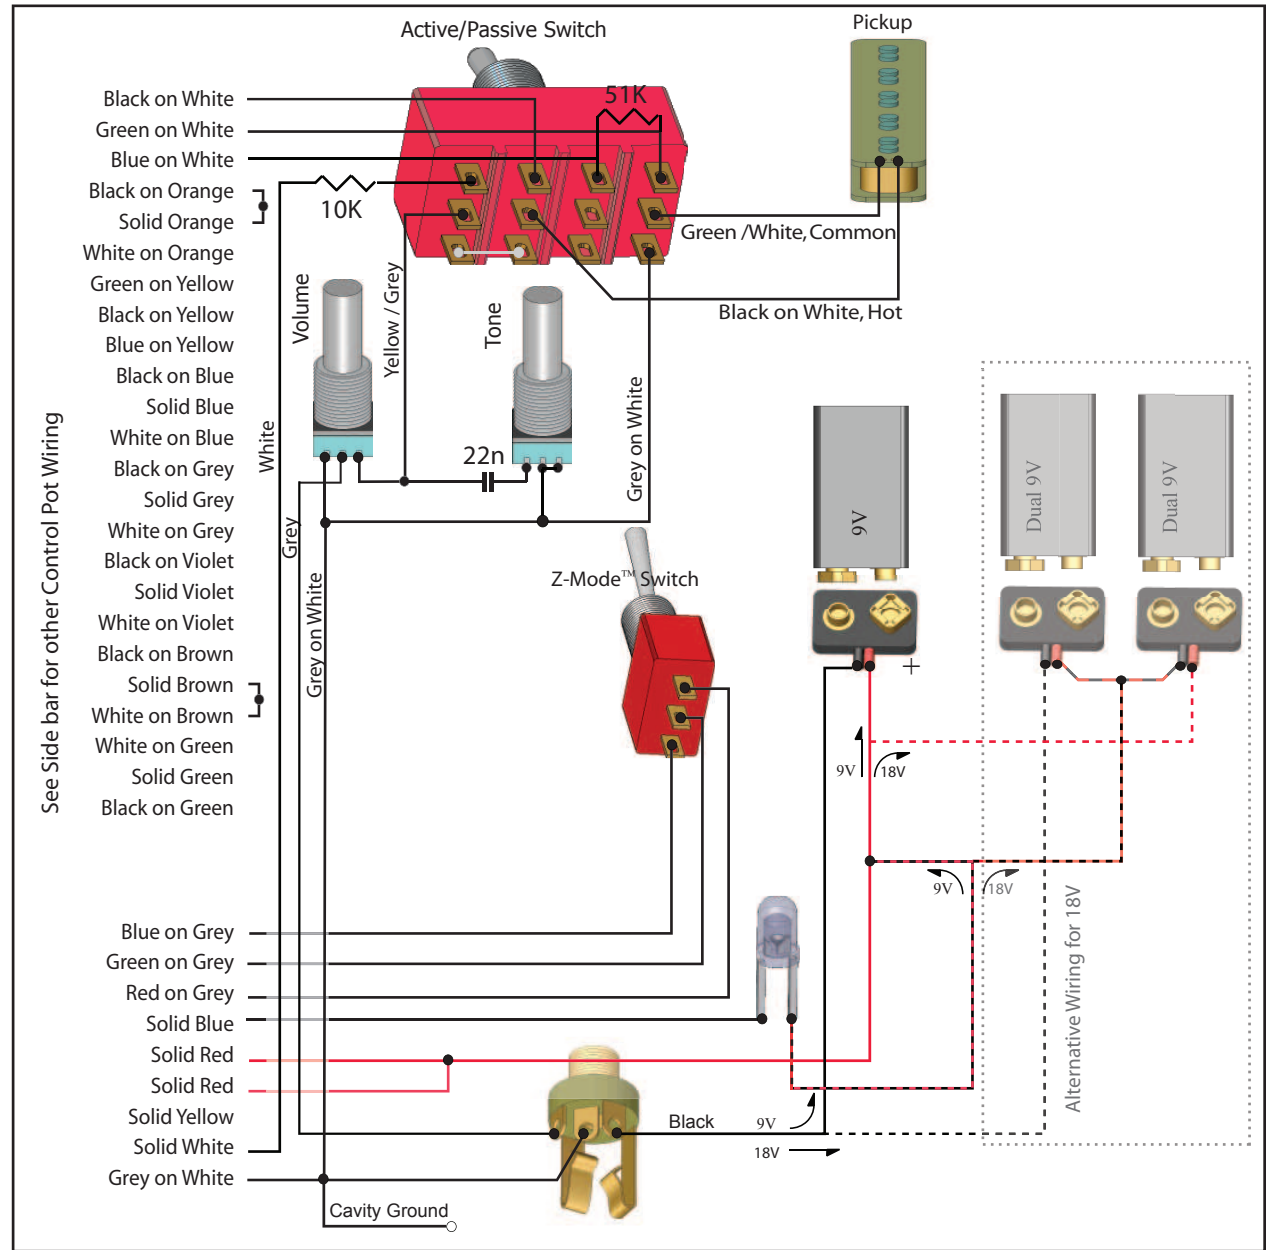 Active/Passive Switch
Pickup
Black on White
51K
Green on White
Blue on White
Black on Orange
10K
Solid Orange
Green /White, Common
White on Orange
Green on Yellow
Black on Yellow
Black on White, Hot
Blue on Yellow
Black on Blue
Solid Blue
White on Blue
Black on Grey
Solid Grey
White on Grey
Black on Violet
Solid Violet
White on Violet
Black on Brown
Solid Brown
White on Brown
White on Green
Solid Green
Black on Green
See Side bar for other Control Pot Wiring
Volume
Yellow / Grey
Tone
White
22n
Grey on White
Grey
Grey on White
Z-Mode™ Switch
9V
Dual 9V
Dual 9V
+
9V
18V
9V
18V
Alternative Wiring for 18V
Blue on Grey
Green on Grey
Red on Grey
Solid Blue
Solid Red
Solid Red
Solid Yellow
Black
9V
Solid White
18V
Grey on White
Cavity Ground